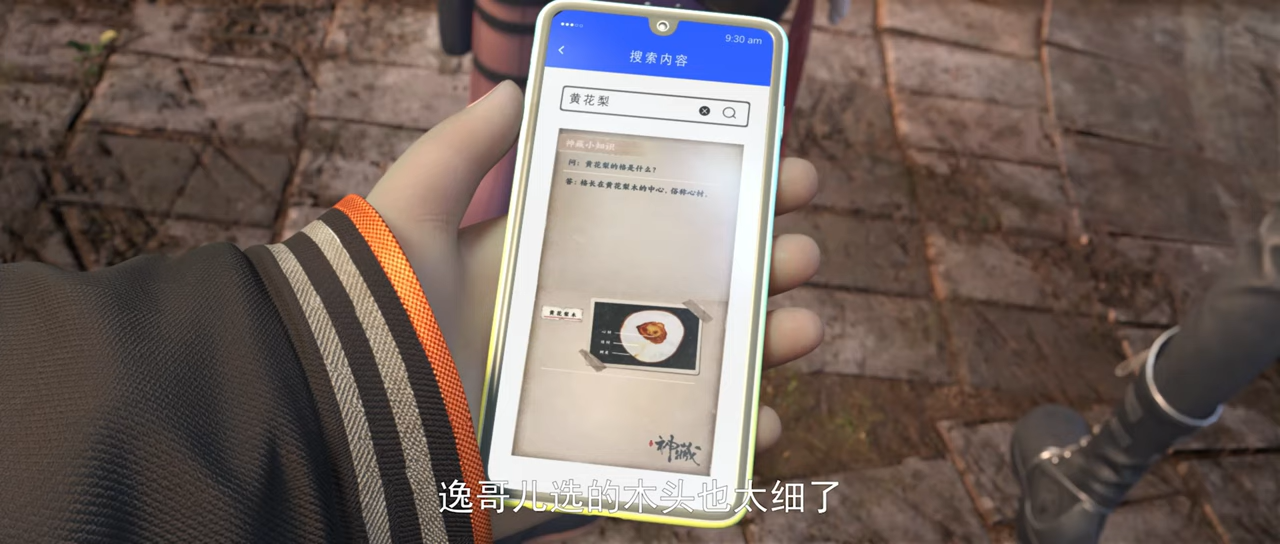 9:30 am
搜索内容
黄花梨
神藏小知识
问：黄花梨的格是什么？
答：格长在黄花梨木的中心，俗称心材。
黄花梨木
神藏
逸哥儿选的木头也太细了